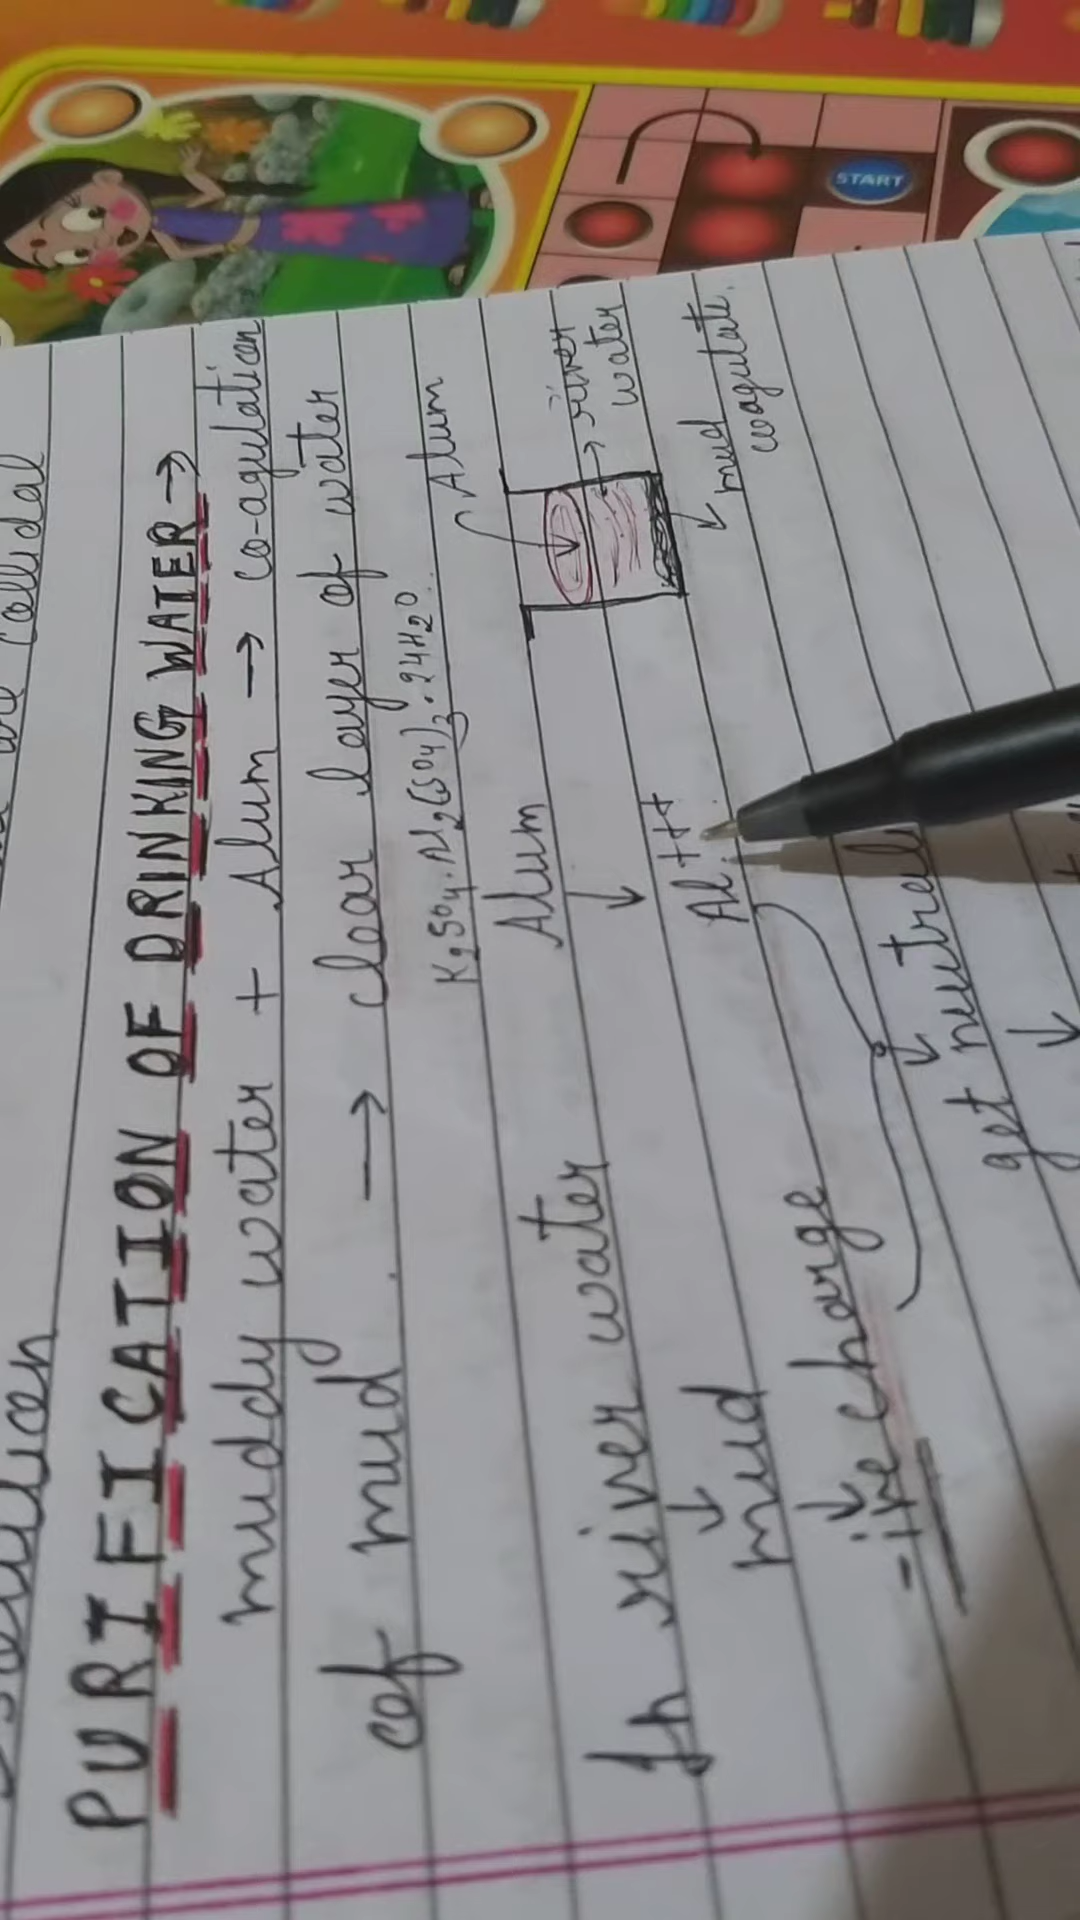 PURIFICATION OF DRINKING WATER →
muddy water + Alum → co-agulation
of mud. → clear layer of water
K2SO4.Al2(SO4)3.24H2O
Alum
river
water
mud
coagulate.
In river water Alum
↓ ↓
mud Al+++
↓
-ive charge
↓
get neutral
↓
START